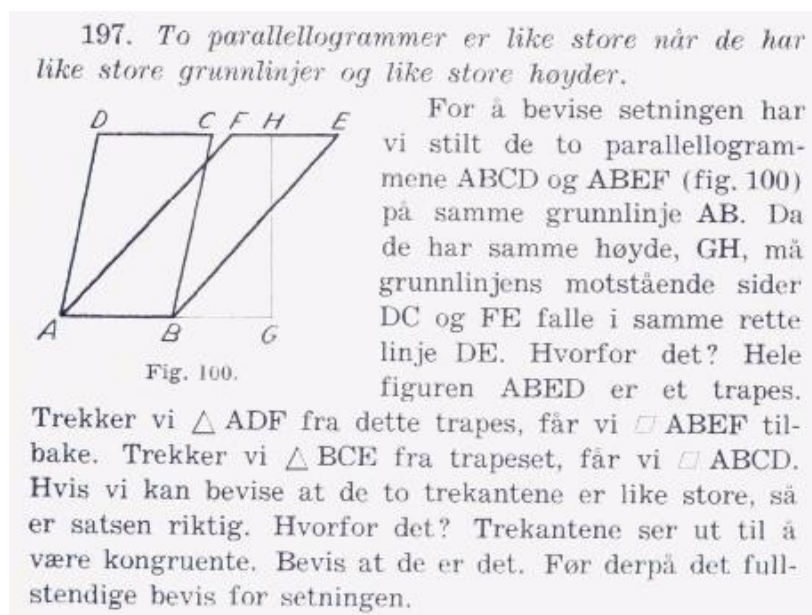 197. To parallellogrammer er like store når de har
like store grunnlinjer og like store høyder.
D C F H E
A B G
Fig. 100.
For å bevise setningen har
vi stilt de to parallellogram-
mene ABCD og ABEF (fig. 100)
på samme grunnlinje AB. Da
de har samme høyde, GH, må
grunnlinjens motstående sider
DC og FE falle i samme rette
linje DE. Hvorfor det? Hele
figuren ABED er et trapes.
Trekker vi △ ADF fra dette trapes, får vi ▱ ABEF til-
bake. Trekker vi △ BCE fra trapeset, får vi ▱ ABCD.
Hvis vi kan bevise at de to trekantene er like store, så
er satsen riktig. Hvorfor det? Trekantene ser ut til å
være kongruente. Bevis at de er det. Før derpå det full-
stendige bevis for setningen.